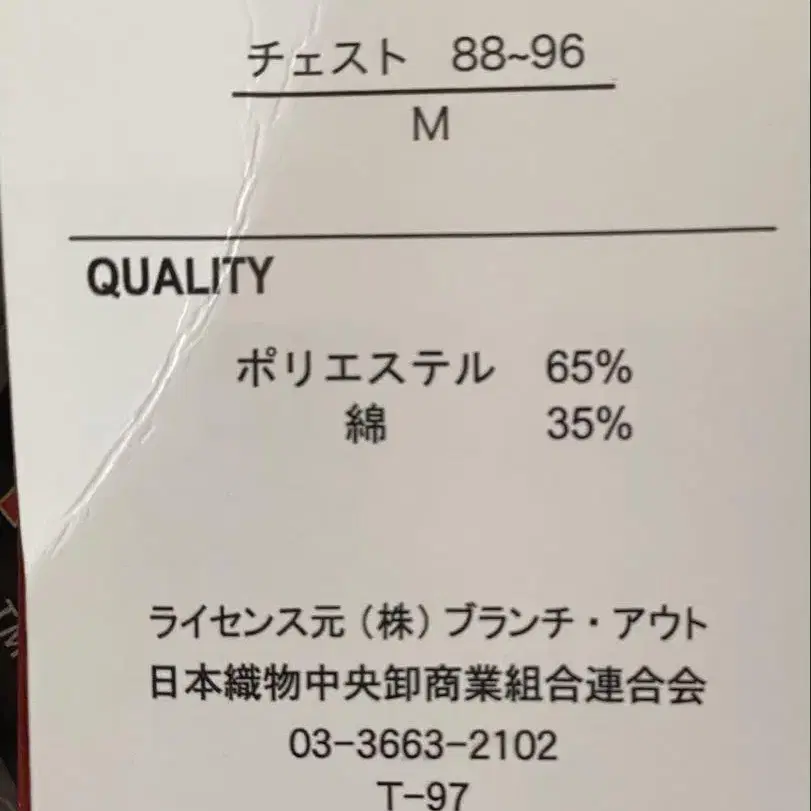 チェスト 88~96
M
QUALITY
ポリエステル 65%
綿 35%
ライセンス元（株）ブランチ・アウト
日本織物中央卸商業組合連合会
03-3663-2102
T-97
TM